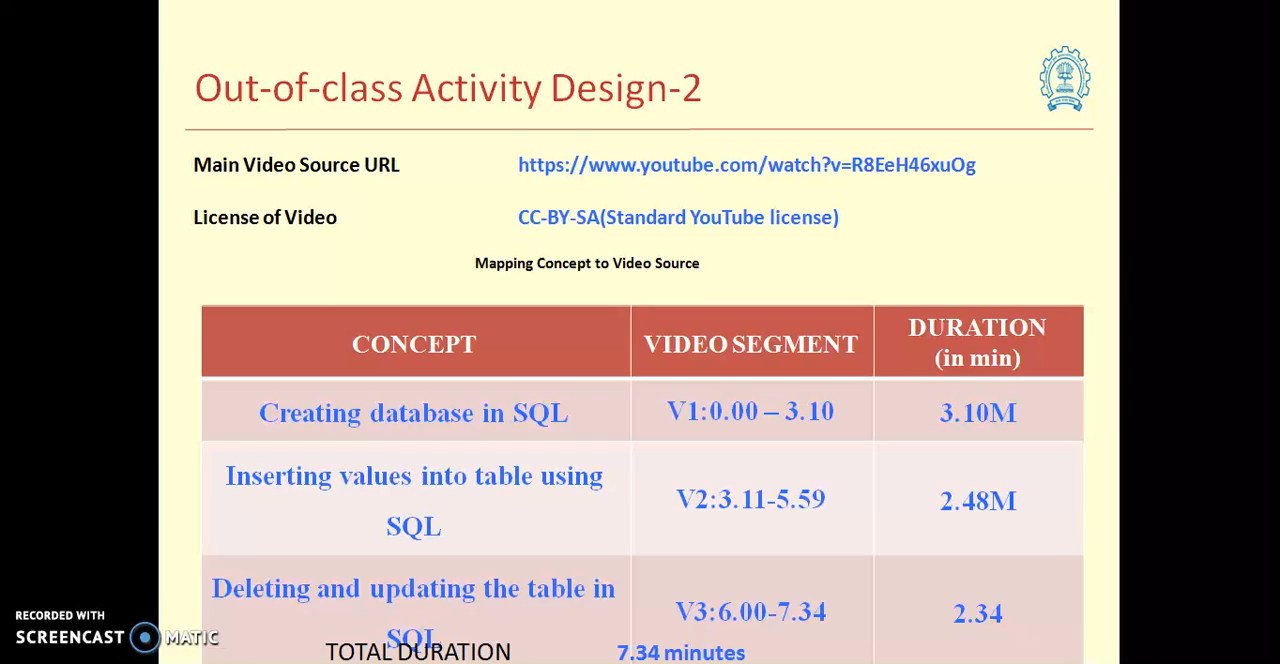 Out-of-class Activity Design-2
Main Video Source URL https://www.youtube.com/watch?v=R8EeH46xuOg
License of Video CC-BY-SA(Standard YouTube license)
Mapping Concept to Video Source
CONCEPT VIDEO SEGMENT DURATION (in min)
Creating database in SQL V1:0.00 – 3.10 3.10M
Inserting values into table using SQL V2:3.11-5.59 2.48M
Deleting and updating the table in SQL V3:6.00-7.34 2.34
TOTAL DURATION 7.34 minutes
RECORDED WITH
SCREENCAST MATIC